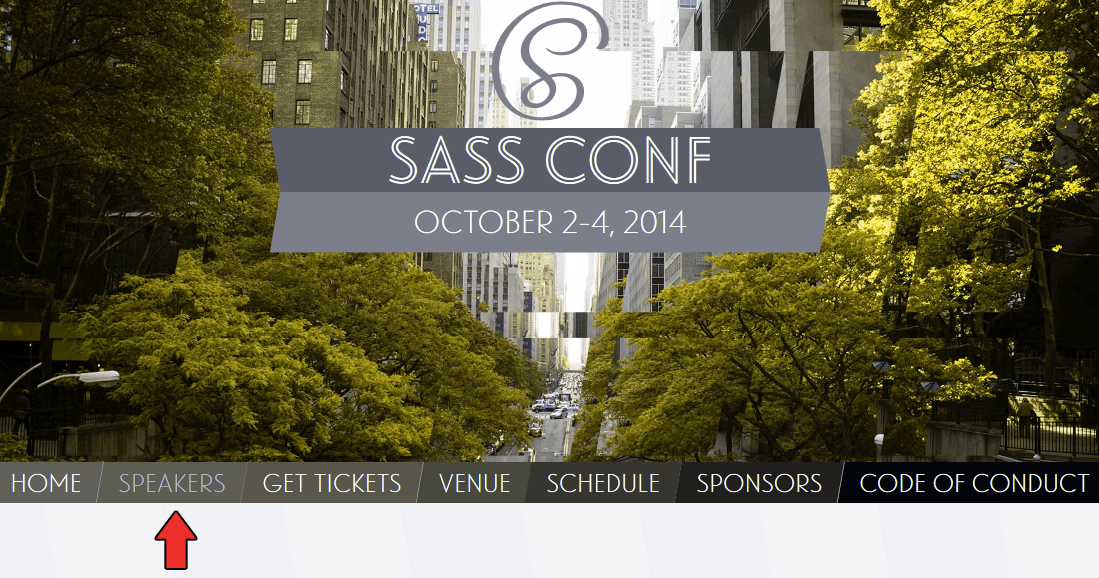 SASS CONF
OCTOBER 2-4, 2014
HOME SPEAKERS GET TICKETS VENUE SCHEDULE SPONSORS CODE OF CONDUCT